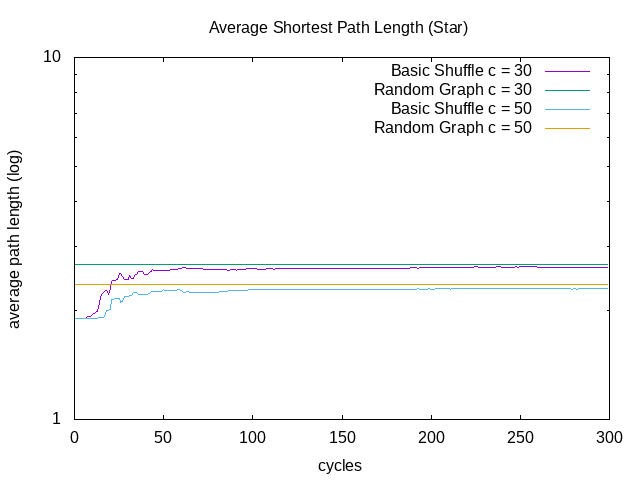 Average Shortest Path Length (Star)
10
Basic Shuffle c = 30
Random Graph c = 30
Basic Shuffle c = 50
Random Graph c = 50
average path length (log)
1
0 50 100 150 200 250 300
cycles